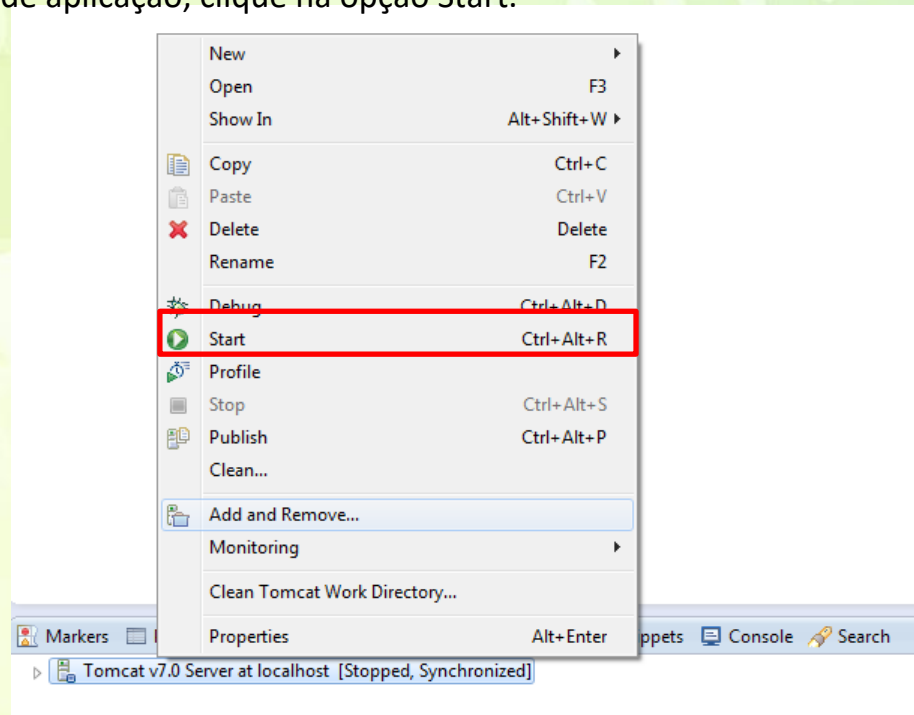 de aplicação, clique na opção Start.
New
Open F3
Show In Alt+Shift+W
Copy Ctrl+C
Paste Ctrl+V
Delete Delete
Rename F2
Debug Ctrl+Alt+D
Start Ctrl+Alt+R
Profile
Stop Ctrl+Alt+S
Publish Ctrl+Alt+P
Clean...
Add and Remove...
Monitoring
Clean Tomcat Work Directory...
Properties Alt+Enter
Markers ppets Console Search
Tomcat v7.0 Server at localhost [Stopped, Synchronized]